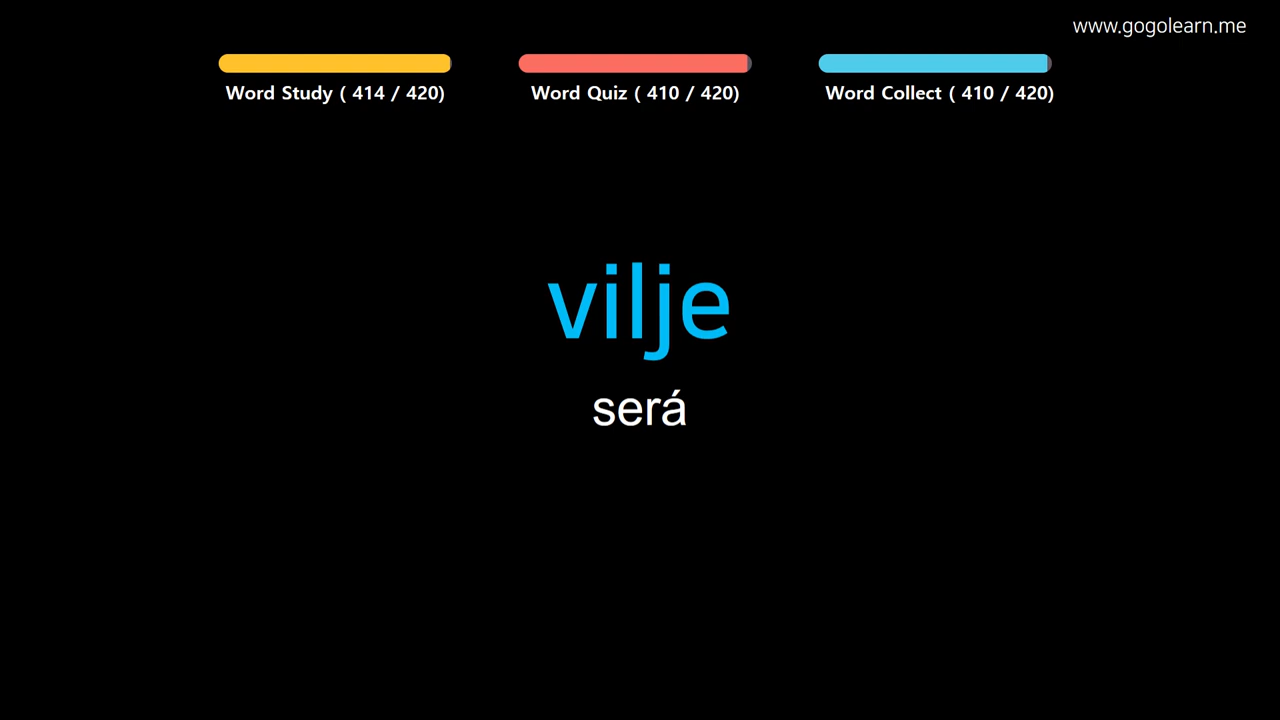 www.gogolearn.me
Word Study ( 414 / 420)
Word Quiz ( 410 / 420)
Word Collect ( 410 / 420)
vilje
será